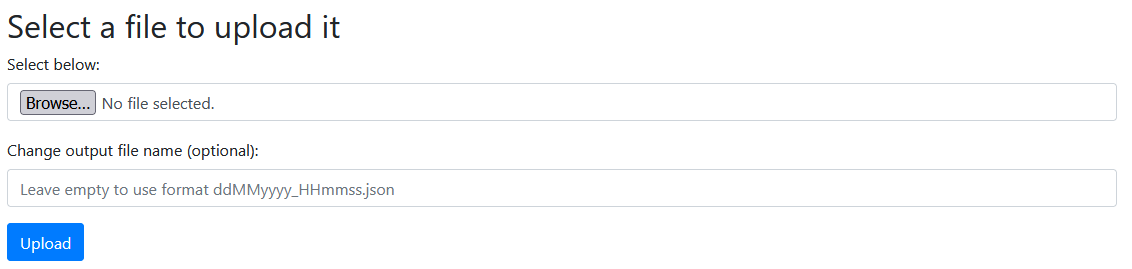 Select a file to upload it
Select below:
Browse... No file selected.
Change output file name (optional):
Leave empty to use format ddMMyyyy_HHmmss.json
Upload